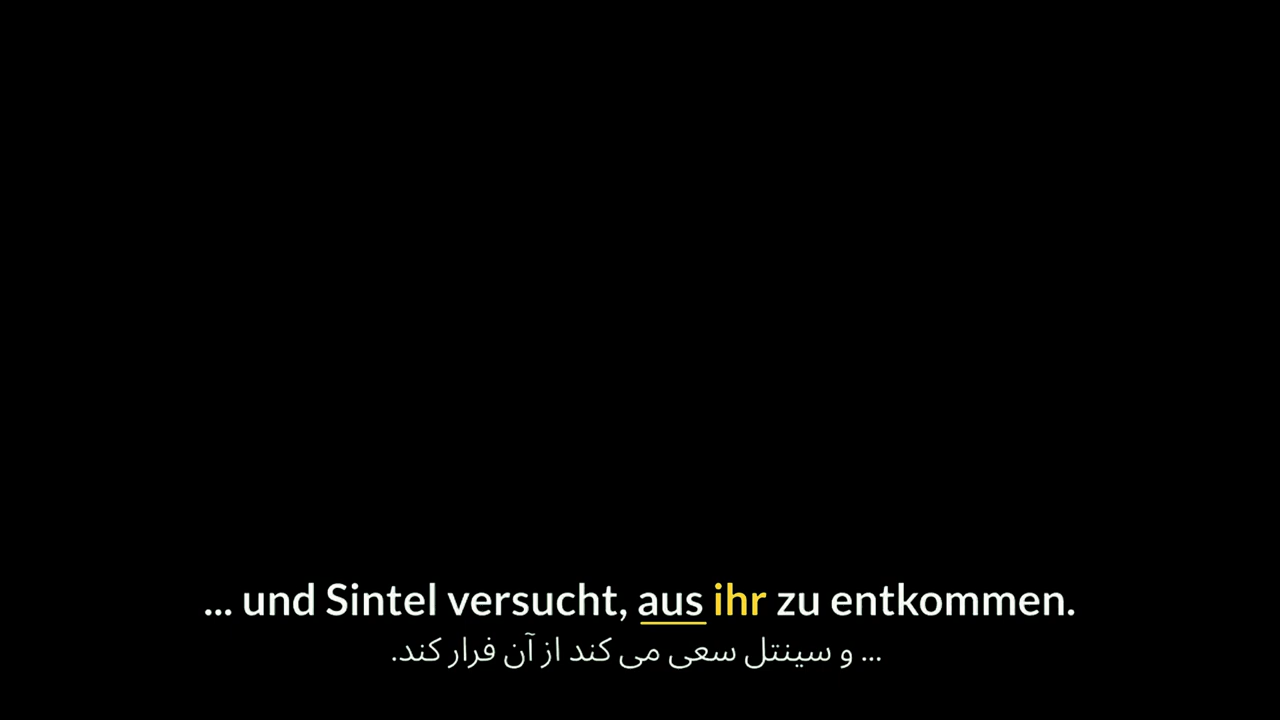 ... und Sintel versucht, aus ihr zu entkommen.
... و سینتل سعی می کند از آن فرار کند.